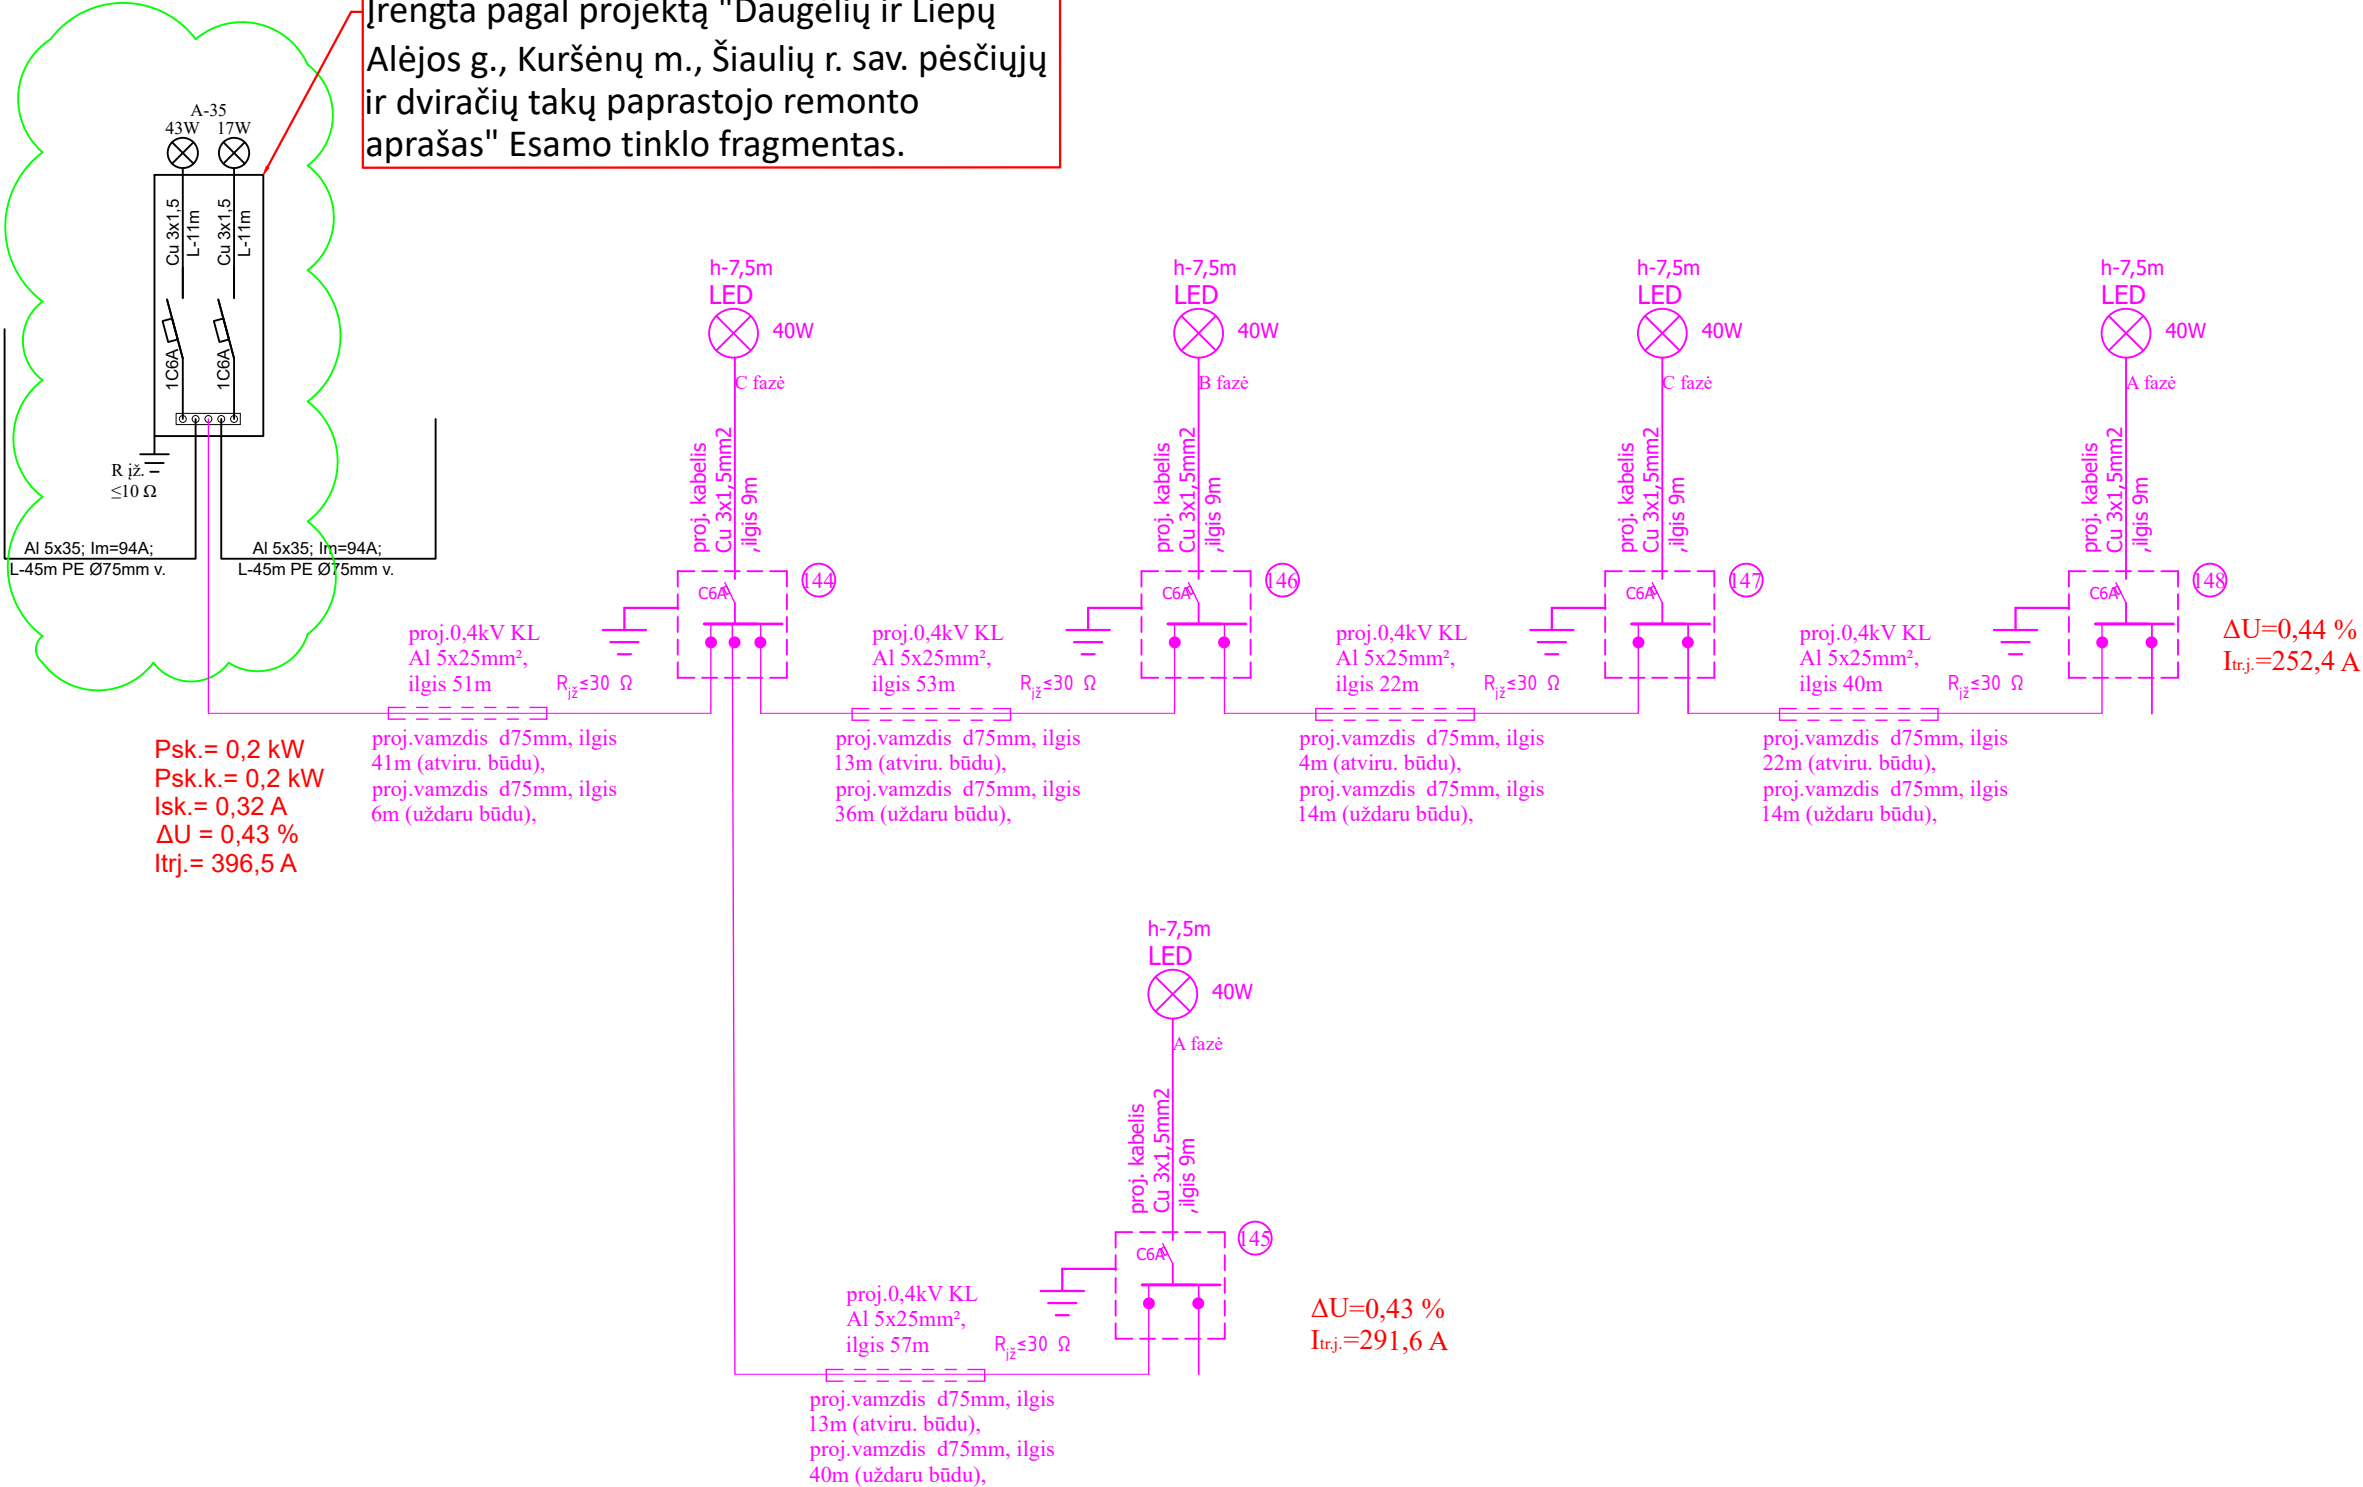 Įrengta pagal projektą "Daugėlių ir Liepų
Alėjos g., Kuršėnų m., Šiaulių r. sav. pėsčiųjų
ir dviračių takų paprastojo remonto
aprašas" Esamo tinklo fragmentas.
A-35
43W 17W
Cu 3x1,5
L-11m
Cu 3x1,5
L-11m
1C6A
1C6A
R įž.
≤10 Ω
Al 5x35; Im=94A;
L-45m PE Ø75mm v.
Al 5x35; Im=94A;
L-45m PE Ø75mm v.
h-7,5m
LED
40W
C fazė
proj. kabelis
Cu 3x1,5mm2
,ilgis 9m
C6A
144
h-7,5m
LED
40W
B fazė
proj. kabelis
Cu 3x1,5mm2
,ilgis 9m
C6A
146
h-7,5m
LED
40W
C fazė
proj. kabelis
Cu 3x1,5mm2
,ilgis 9m
C6A
147
h-7,5m
LED
40W
A fazė
proj. kabelis
Cu 3x1,5mm2
,ilgis 9m
C6A
148
ΔU=0,44 %
Itr.j.=252,4 A
proj.0,4kV KL
Al 5x25mm²,
ilgis 51m
Rįž≤30 Ω
proj.vamzdis d75mm, ilgis
41m (atviru. būdu),
proj.vamzdis d75mm, ilgis
6m (uždaru būdu),
proj.0,4kV KL
Al 5x25mm²,
ilgis 53m
Rįž≤30 Ω
proj.vamzdis d75mm, ilgis
13m (atviru. būdu),
proj.vamzdis d75mm, ilgis
36m (uždaru būdu),
proj.0,4kV KL
Al 5x25mm²,
ilgis 22m
Rįž≤30 Ω
proj.vamzdis d75mm, ilgis
4m (atviru. būdu),
proj.vamzdis d75mm, ilgis
14m (uždaru būdu),
proj.0,4kV KL
Al 5x25mm²,
ilgis 40m
Rįž≤30 Ω
proj.vamzdis d75mm, ilgis
22m (atviru. būdu),
proj.vamzdis d75mm, ilgis
14m (uždaru būdu),
Psk.= 0,2 kW
Psk.k.= 0,2 kW
Isk.= 0,32 A
ΔU = 0,43 %
Itrj.= 396,5 A
h-7,5m
LED
40W
A fazė
proj. kabelis
Cu 3x1,5mm2
,ilgis 9m
C6A
145
proj.0,4kV KL
Al 5x25mm²,
ilgis 57m
Rįž≤30 Ω
ΔU=0,43 %
Itr.j.=291,6 A
proj.vamzdis d75mm, ilgis
13m (atviru. būdu),
proj.vamzdis d75mm, ilgis
40m (uždaru būdu),